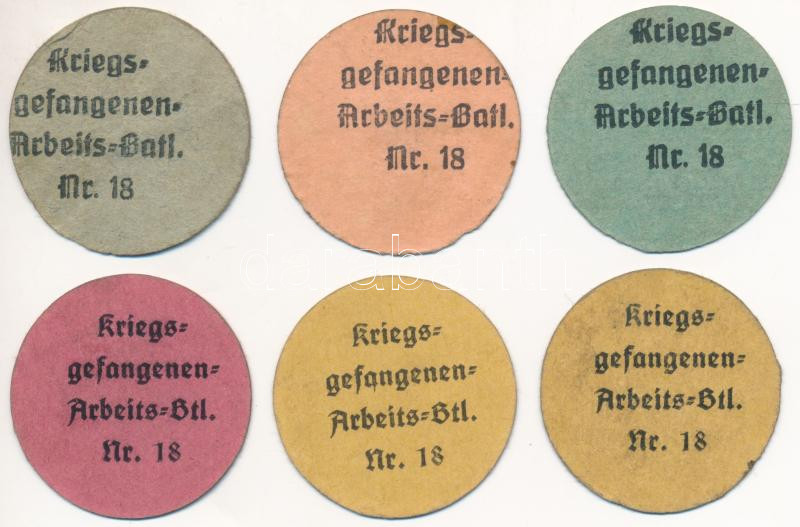 Kriegs=
gefangenen=
Arbeits=Batl.
Nr. 18
Kriegs=
gefangenen=
Arbeits=Batl.
Nr. 18
Kriegs=
gefangenen=
Arbeits=Batl.
Nr. 18
darabanth
Kriegs=
gefangenen=
Arbeits=Btl.
Nr. 18
Kriegs=
gefangenen=
Arbeits=Btl.
Nr. 18
Kriegs=
gefangenen=
Arbeits=Btl.
Nr. 18